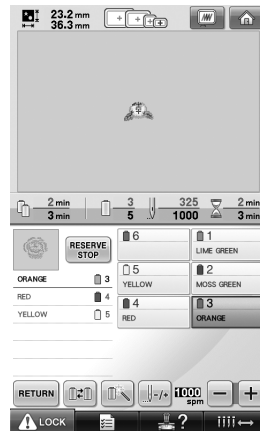 23.2 mm
36.3 mm
2 min
3 min
3
5
325
1000
2 min
3 min
RESERVE STOP
ORANGE 3
RED 4
YELLOW 5
6
1
LIME GREEN
5
YELLOW
2
MOSS GREEN
4
RED
3
ORANGE
RETURN
-/+
1000 spm
−
+
LOCK
?